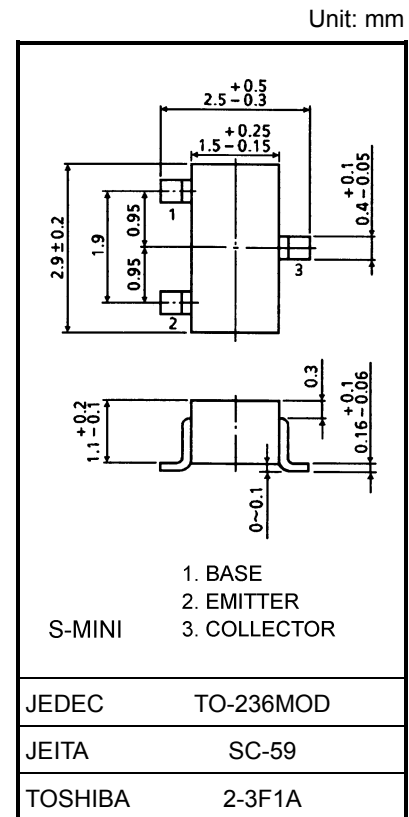 Unit: mm
+0.5
2.5-0.3
+0.25
1.5-0.15
2.9±0.2
1.9
0.95
0.95
+0.1
0.4-0.05
1
2
3
+0.2
1.1-0.1
0.3
+0.1
0.16-0.06
0~0.1
1. BASE
2. EMITTER
S-MINI 3. COLLECTOR
JEDEC TO-236MOD
JEITA SC-59
TOSHIBA 2-3F1A